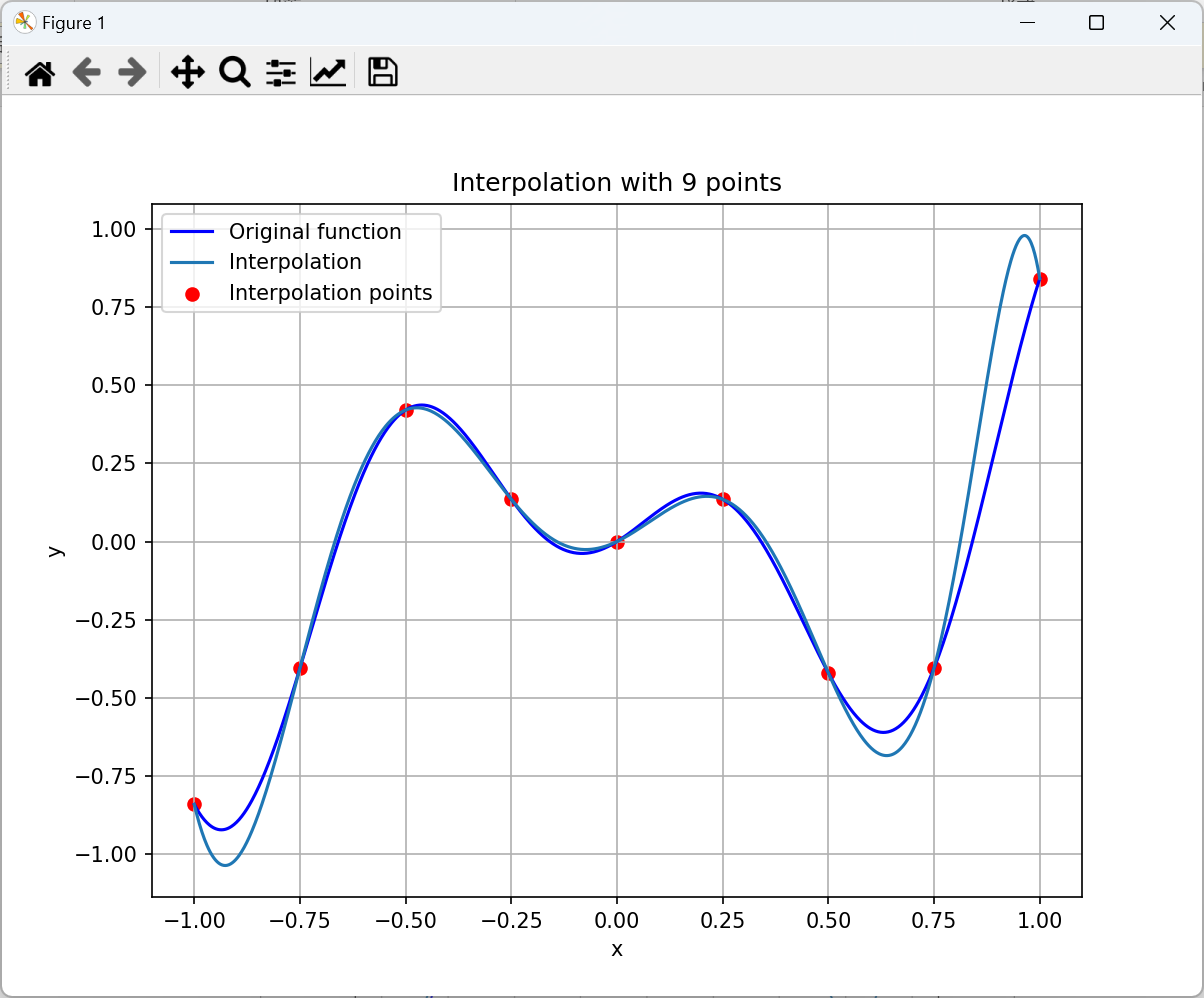 Figure 1
Interpolation with 9 points
Original function
Interpolation
Interpolation points
1.00
0.75
0.50
0.25
0.00
−0.25
−0.50
−0.75
−1.00
y
−1.00 −0.75 −0.50 −0.25 0.00 0.25 0.50 0.75 1.00
x